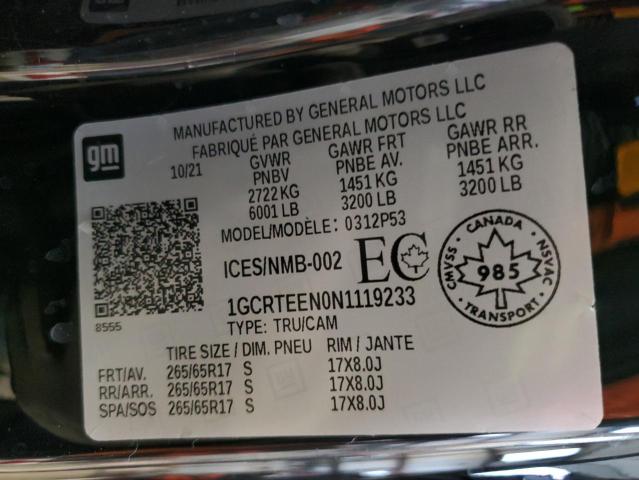 MANUFACTURED BY GENERAL MOTORS LLC
FABRIQUÉ PAR GENERAL MOTORS LLC
gm
10/21 GVWR GAWR FRT GAWR RR
PNBV PNBE AV. PNBE ARR.
2722 KG 1451 KG 1451 KG
6001 LB 3200 LB 3200 LB
MODEL/MODÈLE: 0312P53
ICES/NMB-002 EC
CANADA
CMVSS 985 NSVAC
TRANSPORT
8555
1GCRTEEN0N1119233
TYPE: TRU/CAM
TIRE SIZE / DIM. PNEU RIM / JANTE
FRT/AV. 265/65R17 S 17X8.0J
RR/ARR. 265/65R17 S 17X8.0J
SPA/SOS 265/65R17 S 17X8.0J